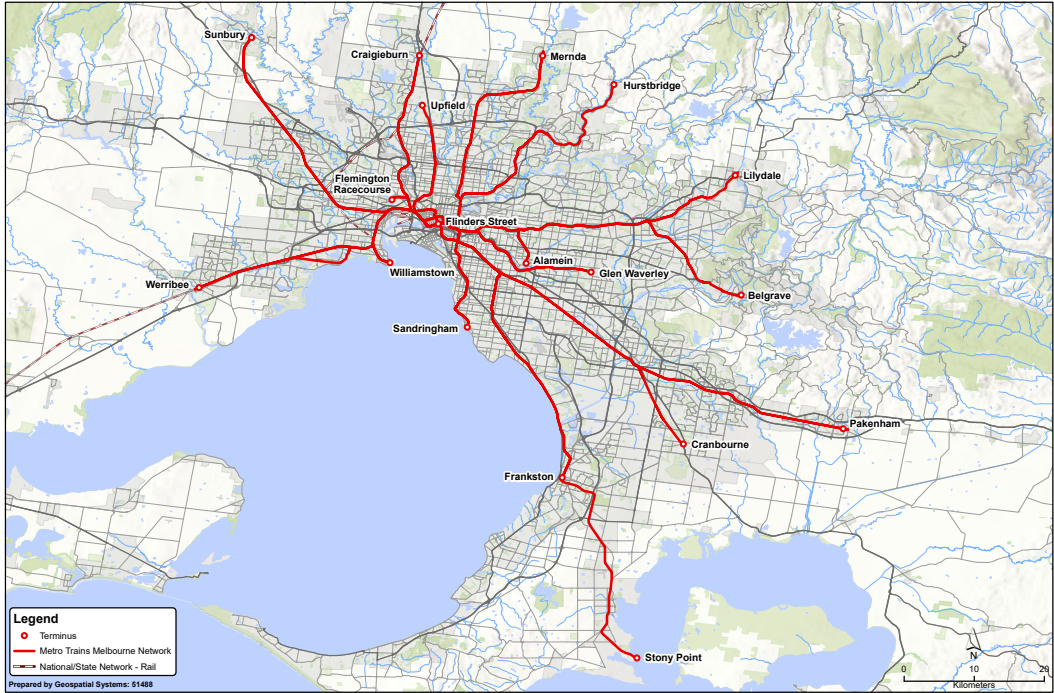 Sunbury
Craigieburn
Mernda
Hurstbridge
Upfield
Flemington
Racecourse
Lilydale
Flinders Street
Alamein
Glen Waverley
Williamstown
Werribee
Belgrave
Sandringham
Pakenham
Cranbourne
Frankston
Stony Point
Legend
Terminus
Metro Trains Melbourne Network
National/State Network - Rail
Prepared by Geospatial Systems: 51488
N
0 10 20
Kilometers